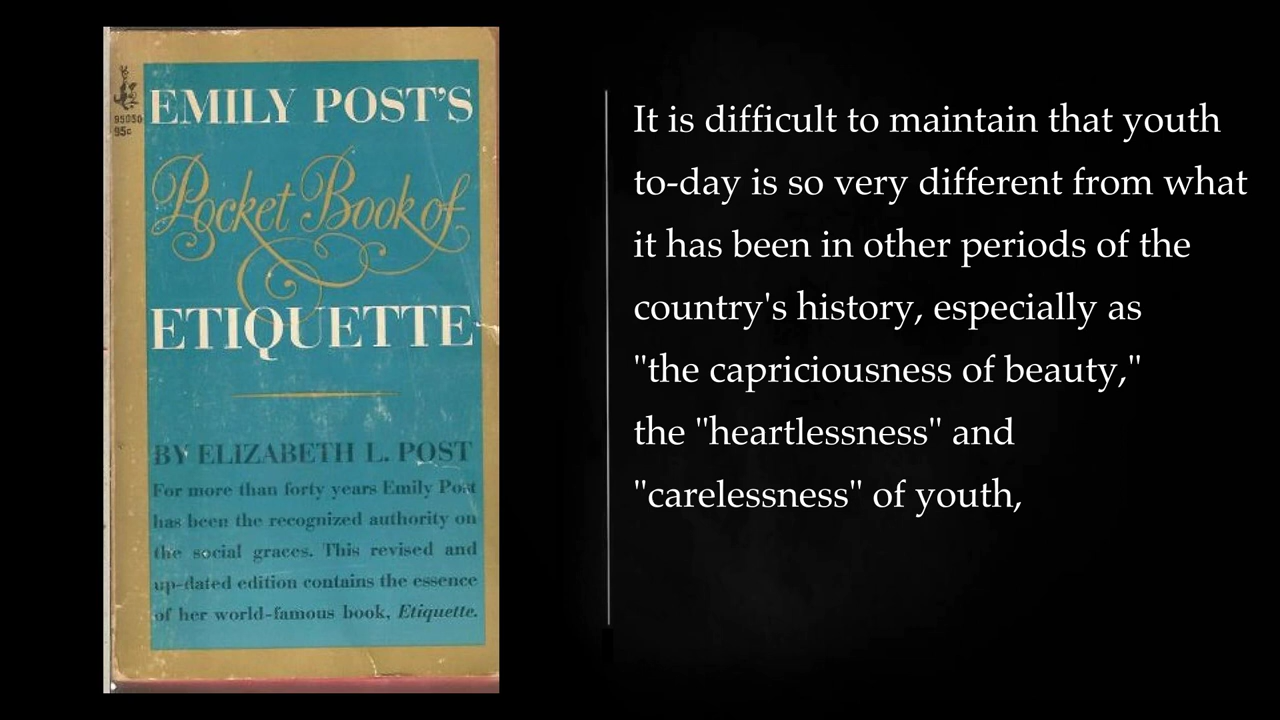 EMILY POST'S
95050
95c
Pocket Book of
ETIQUETTE
BY ELIZABETH L. POST
For more than forty years Emily Post
has been the recognized authority on
the social graces. This revised and
up-dated edition contains the essence
of her world-famous book, Etiquette.
It is difficult to maintain that youth
to-day is so very different from what
it has been in other periods of the
country's history, especially as
"the capriciousness of beauty,"
the "heartlessness" and
"carelessness" of youth,